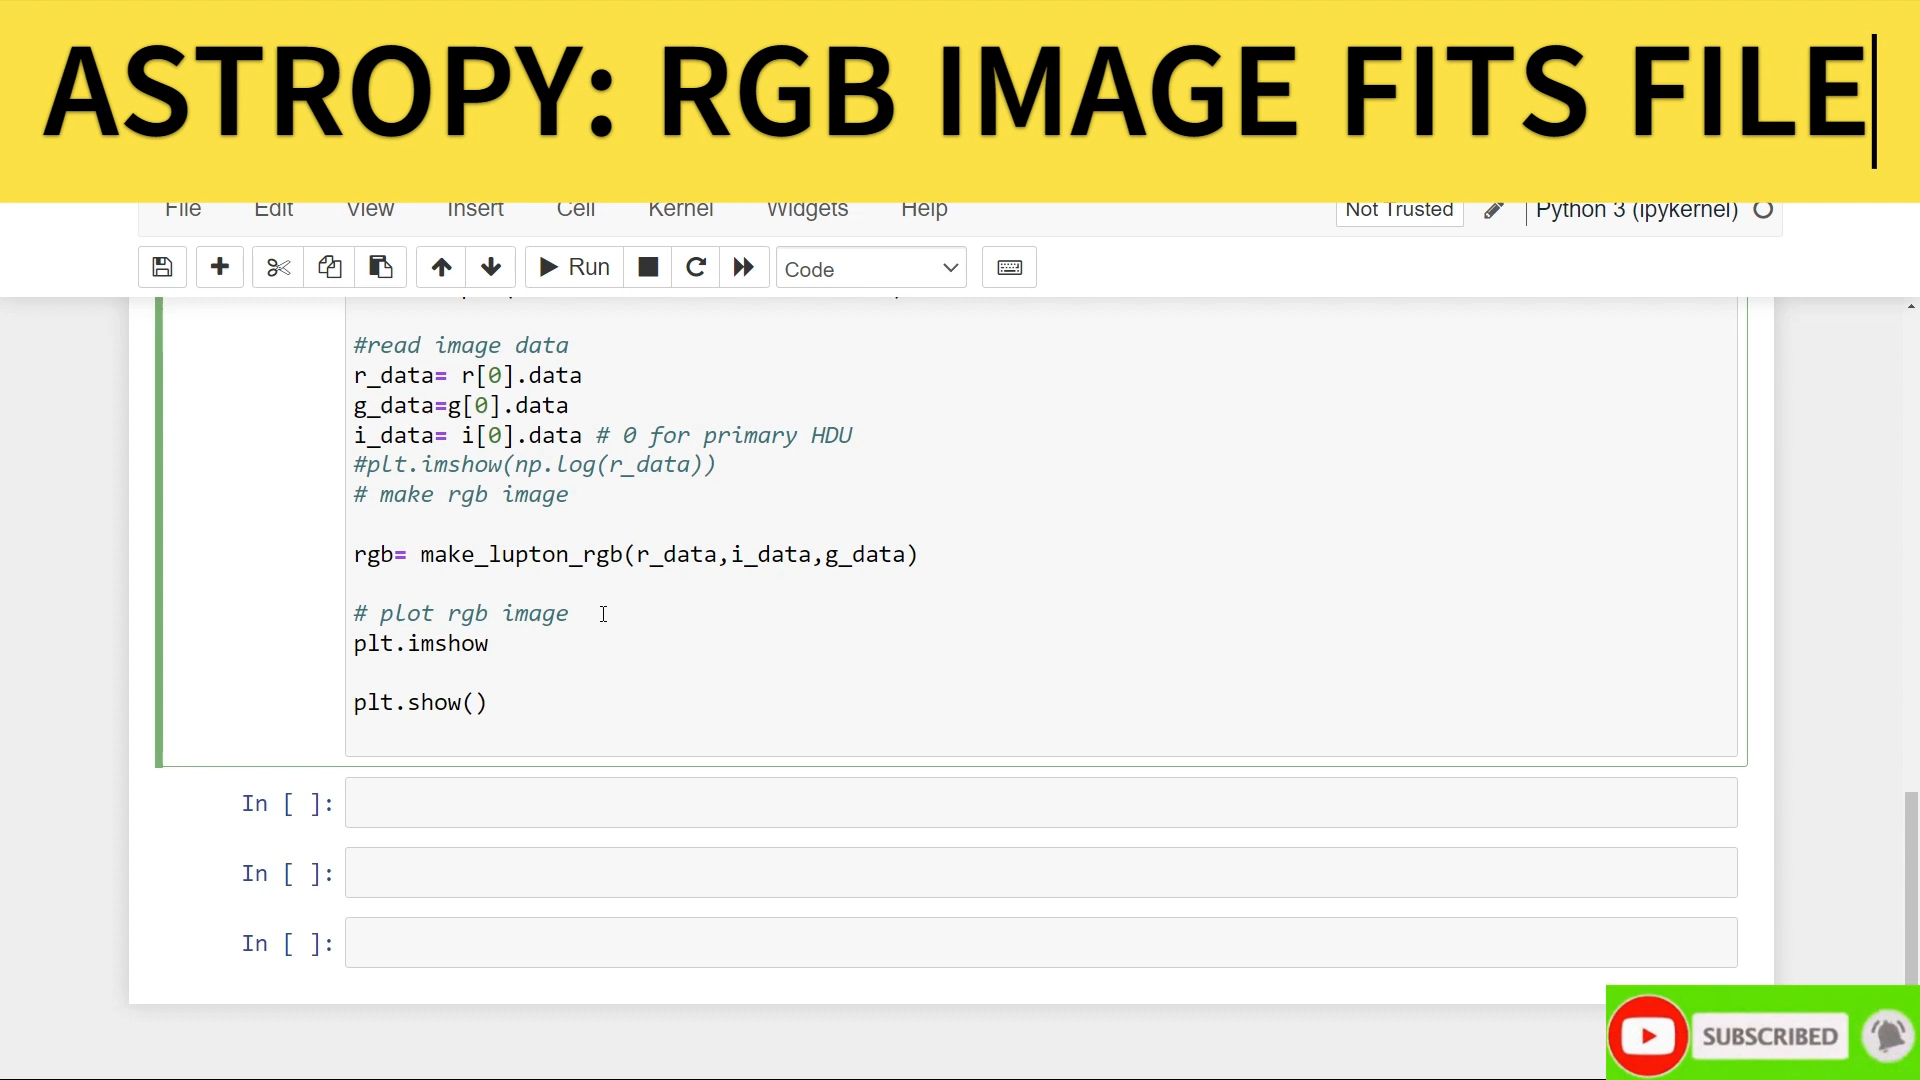 ASTROPY: RGB IMAGE FITS FILE
File Edit View Insert Cell Kernel Widgets Help Not Trusted Python 3 (ipykernel)
Run Code
#read image data
r_data= r[0].data
g_data=g[0].data
i_data= i[0].data # 0 for primary HDU
#plt.imshow(np.log(r_data))
# make rgb image
rgb= make_lupton_rgb(r_data,i_data,g_data)
# plot rgb image
plt.imshow
plt.show()
In [ ]:
In [ ]:
In [ ]:
SUBSCRIBED